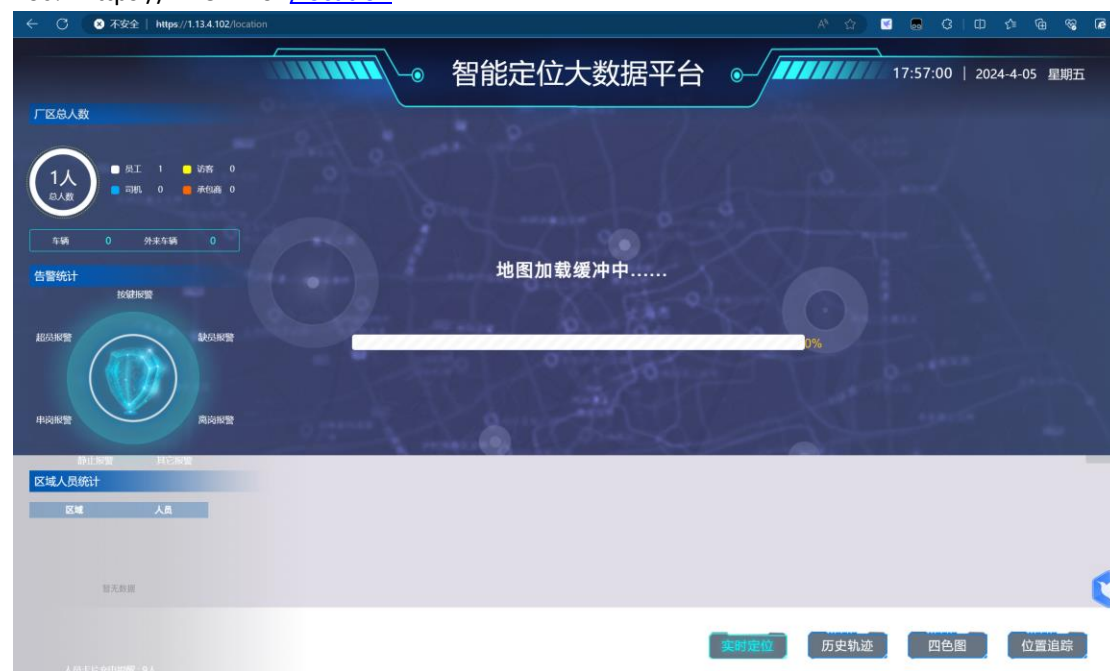 不安全 | https://1.13.4.102/location
智能定位大数据平台
17:57:00 | 2024-4-05 星期五
厂区总人数
1人
总人数
员工 1 访客 0
司机 0 承包商 0
车辆 0 外来车辆 0
告警统计
按键报警
超员报警 缺员报警
串岗报警 离岗报警
静止报警 其它报警
地图加载缓冲中......
0%
区域人员统计
区域 人员
暂无数据
实时定位 历史轨迹 四色图 位置追踪